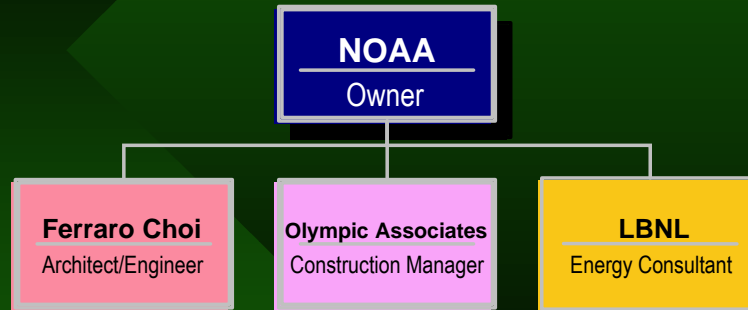 NOAA
Owner
Ferraro Choi
Architect/Engineer
Olympic Associates
Construction Manager
LBNL
Energy Consultant